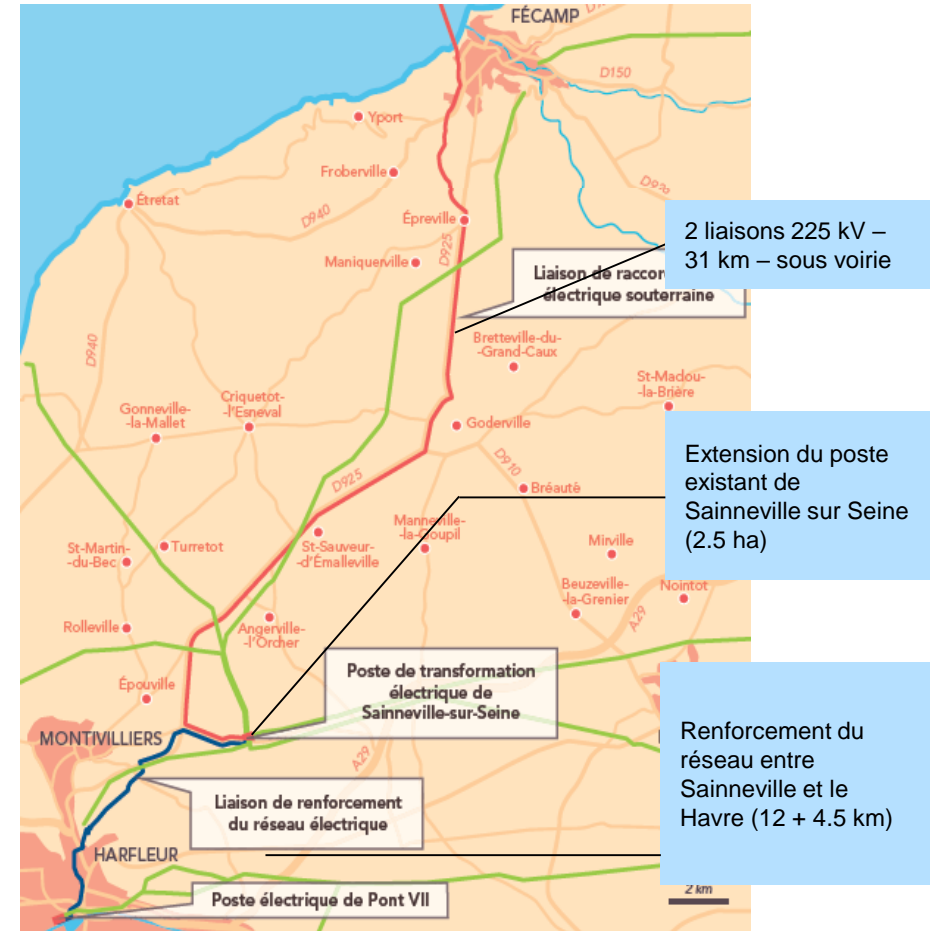 FÉCAMP
D150
Yport
Froberville
Étretat
D940
Épreville
D925
Maniquerville
2 liaisons 225 kV –
31 km – sous voirie
Liaison de raccor
électrique souterraine
Bretteville-du-
-Grand-Caux
D940
St-Madou-
-la-Brière
Criquetot-
-l'Esneval
Gonneville-
-la-Mallet
Goderville
D910
D925
Bréauté
Extension du poste
existant de
Sainneville sur Seine
(2.5 ha)
Manneville-
-la-Goupil
Mirville
St-Martin-
-du-Bec
Turretot
St-Sauveur-
-d'Émalleville
Beuzeville-
-la-Grenier
Nointot
A29
Rolleville
Angerville-
-l'Orcher
Épouville
Poste de transformation
électrique de
Sainneville-sur-Seine
MONTIVILLIERS
A29
Renforcement du
réseau entre
Sainneville et le
Havre (12 + 4.5 km)
Liaison de renforcement
du réseau électrique
HARFLEUR
Poste électrique de Pont VII
2 km